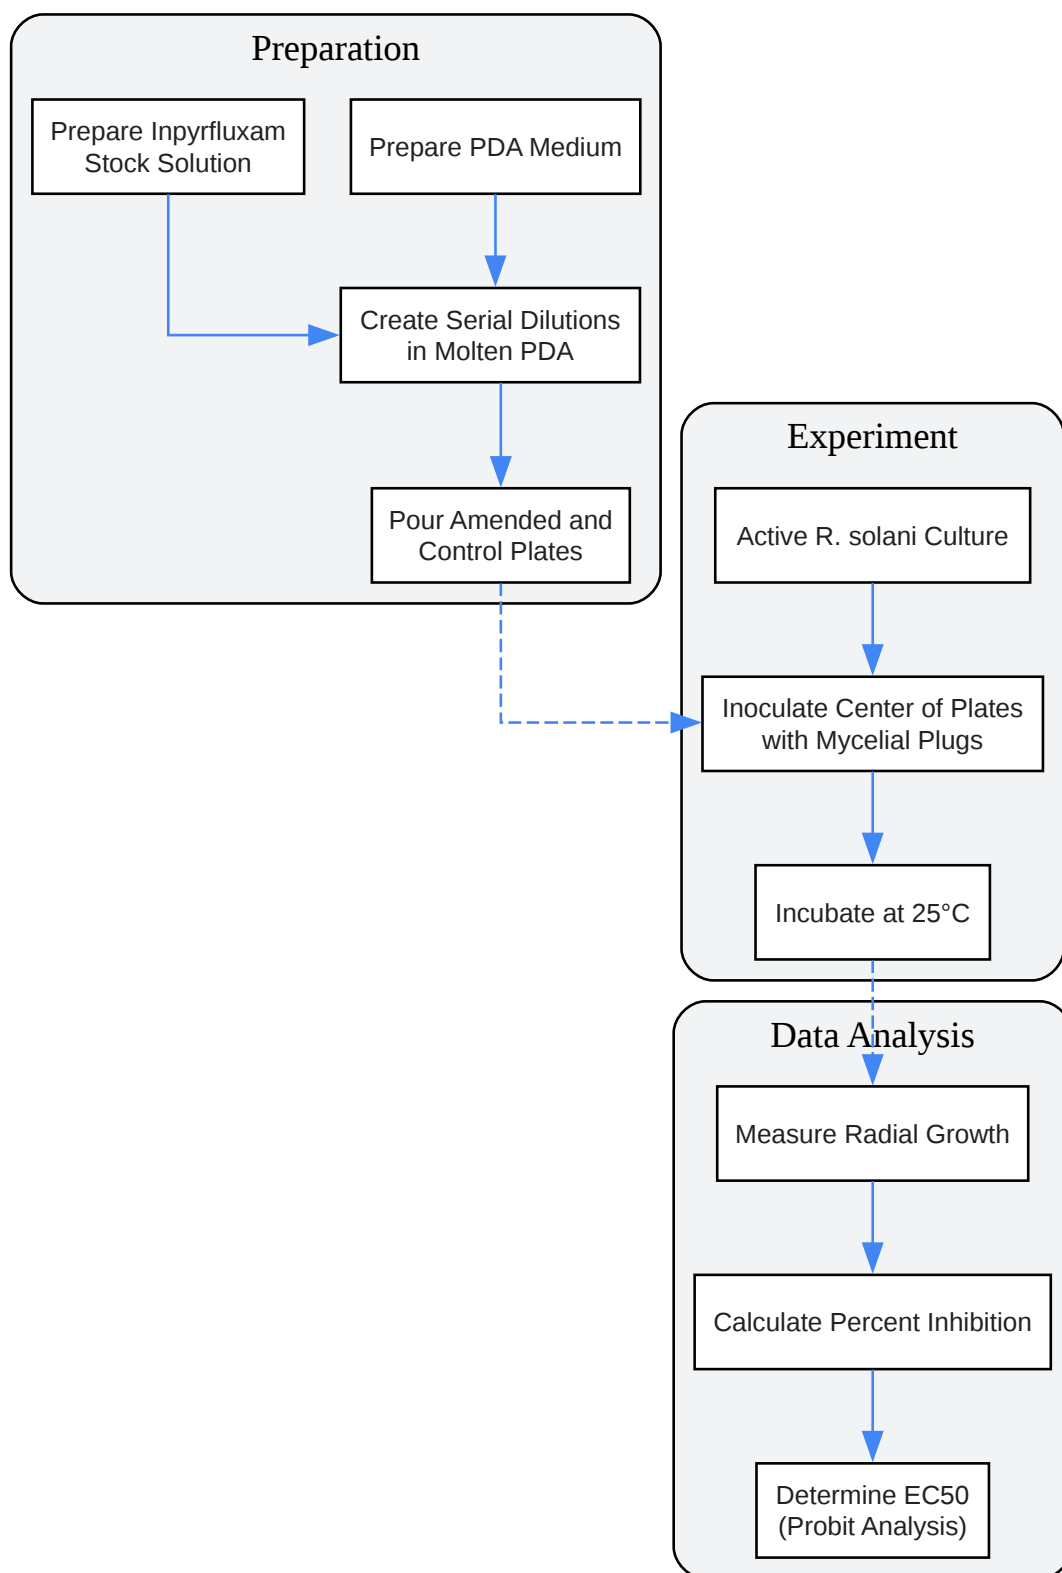 Preparation
Prepare Inpyrfluxam
Stock Solution
Prepare PDA Medium
Create Serial Dilutions
in Molten PDA
Pour Amended and
Control Plates
Experiment
Active R. solani Culture
Inoculate Center of Plates
with Mycelial Plugs
Incubate at 25°C
Data Analysis
Measure Radial Growth
Calculate Percent Inhibition
Determine EC50
(Probit Analysis)